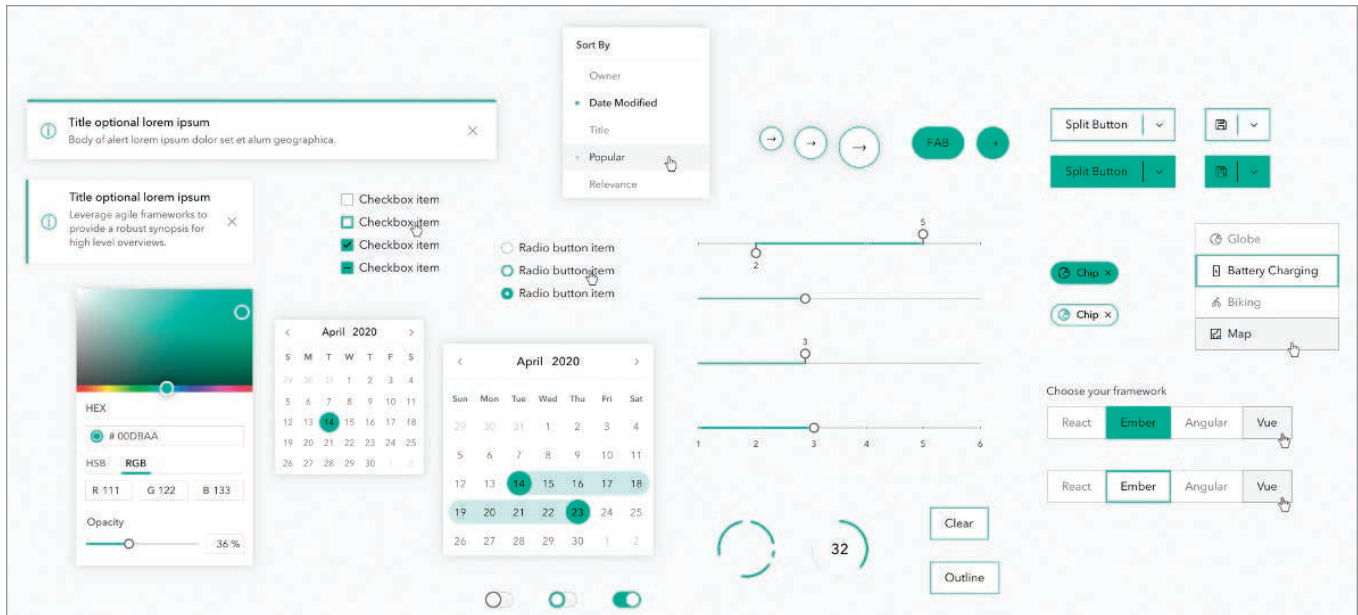 Sort By
Owner
Date Modified
Title
Popular
Relevance
Title optional lorem ipsum
Body of alert lorem ipsum dolor set et alum geographica.
Title optional lorem ipsum
Leverage agile frameworks to
provide a robust synopsis for
high level overviews.
Checkbox item
Checkbox item
Checkbox item
Checkbox item
Radio button item
Radio button item
Radio button item
FAB
Split Button
Split Button
Chip ×
Chip ×
Globe
Battery Charging
Biking
Map
HEX
# 00DBAA
HSB RGB
R 111 G 122 B 133
Opacity
36 %
April 2020
S M T W T F S
29 30 31 1 2 3 4
5 6 7 8 9 10 11
12 13 14 15 16 17 18
19 20 21 22 23 24 25
26 27 28 29 30 1 2
April 2020
Sun Mon Tue Wed Thu Fri Sat
29 30 31 1 2 3 4
5 6 7 8 9 10 11
12 13 14 15 16 17 18
19 20 21 22 23 24 25
26 27 28 29 30 1 2
5
2
3
1 2 3 4 5 6
Choose your framework
React Ember Angular Vue
React Ember Angular Vue
32
Clear
Outline